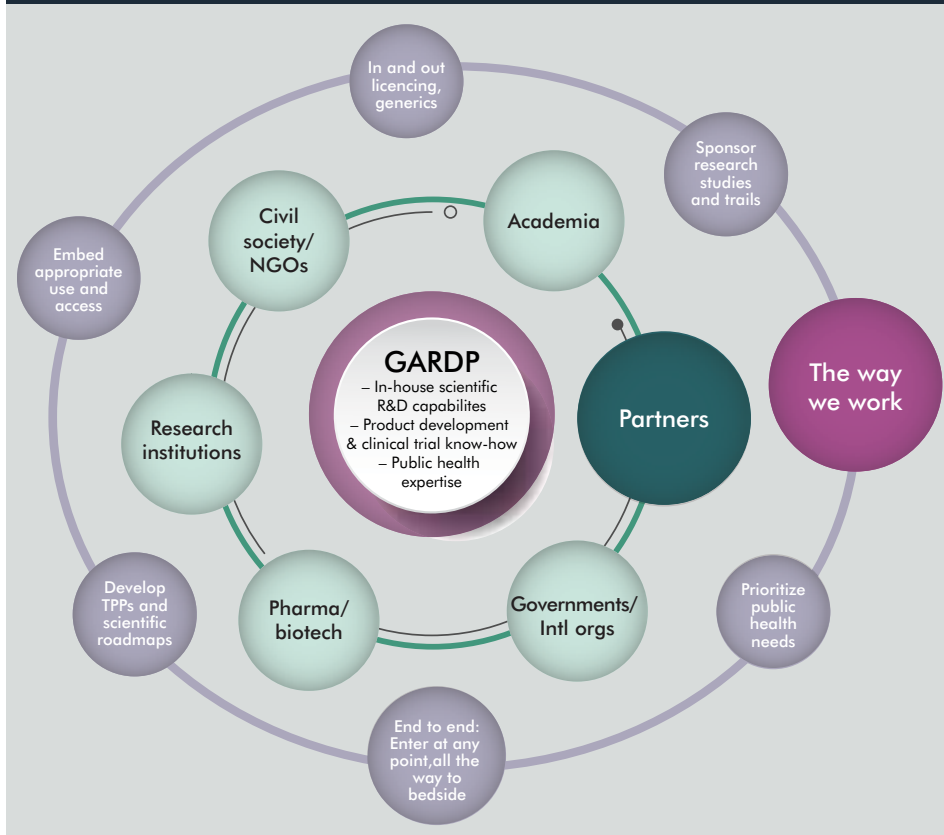 In and out
licencing,
generics
Sponsor
research
studies
and trails
Civil
society/
NGOs
Academia
Embed
appropriate
use and
access
GARDP
– In-house scientific
R&D capabilites
– Product development
& clinical trial know-how
– Public health
expertise
The way
we work
Partners
Research
institutions
Develop
TPPs and
scientific
roadmaps
Pharma/
biotech
Governments/
Intl orgs
Prioritize
public
health
needs
End to end:
Enter at any
point,all the
way to
bedside